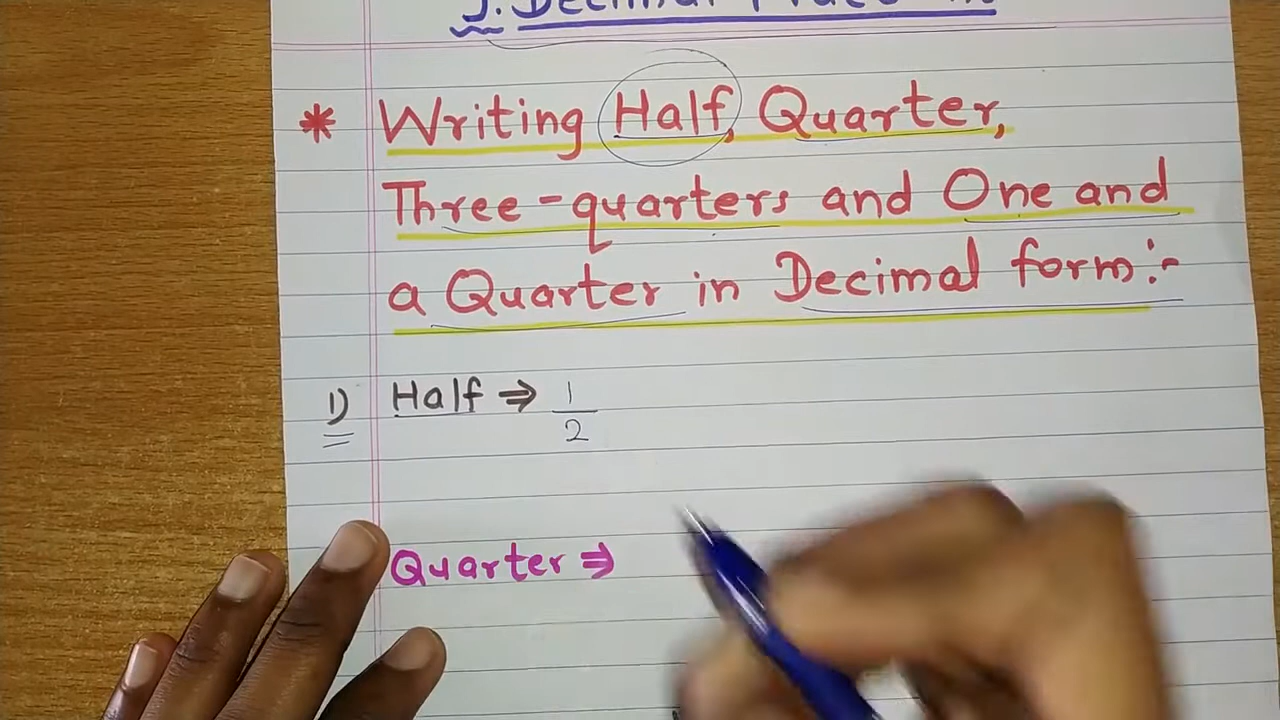 * Writing Half, Quarter,
Three-quarters and One and
a Quarter in Decimal form:-
1) Half ⇒ 1/2
Quarter ⇒